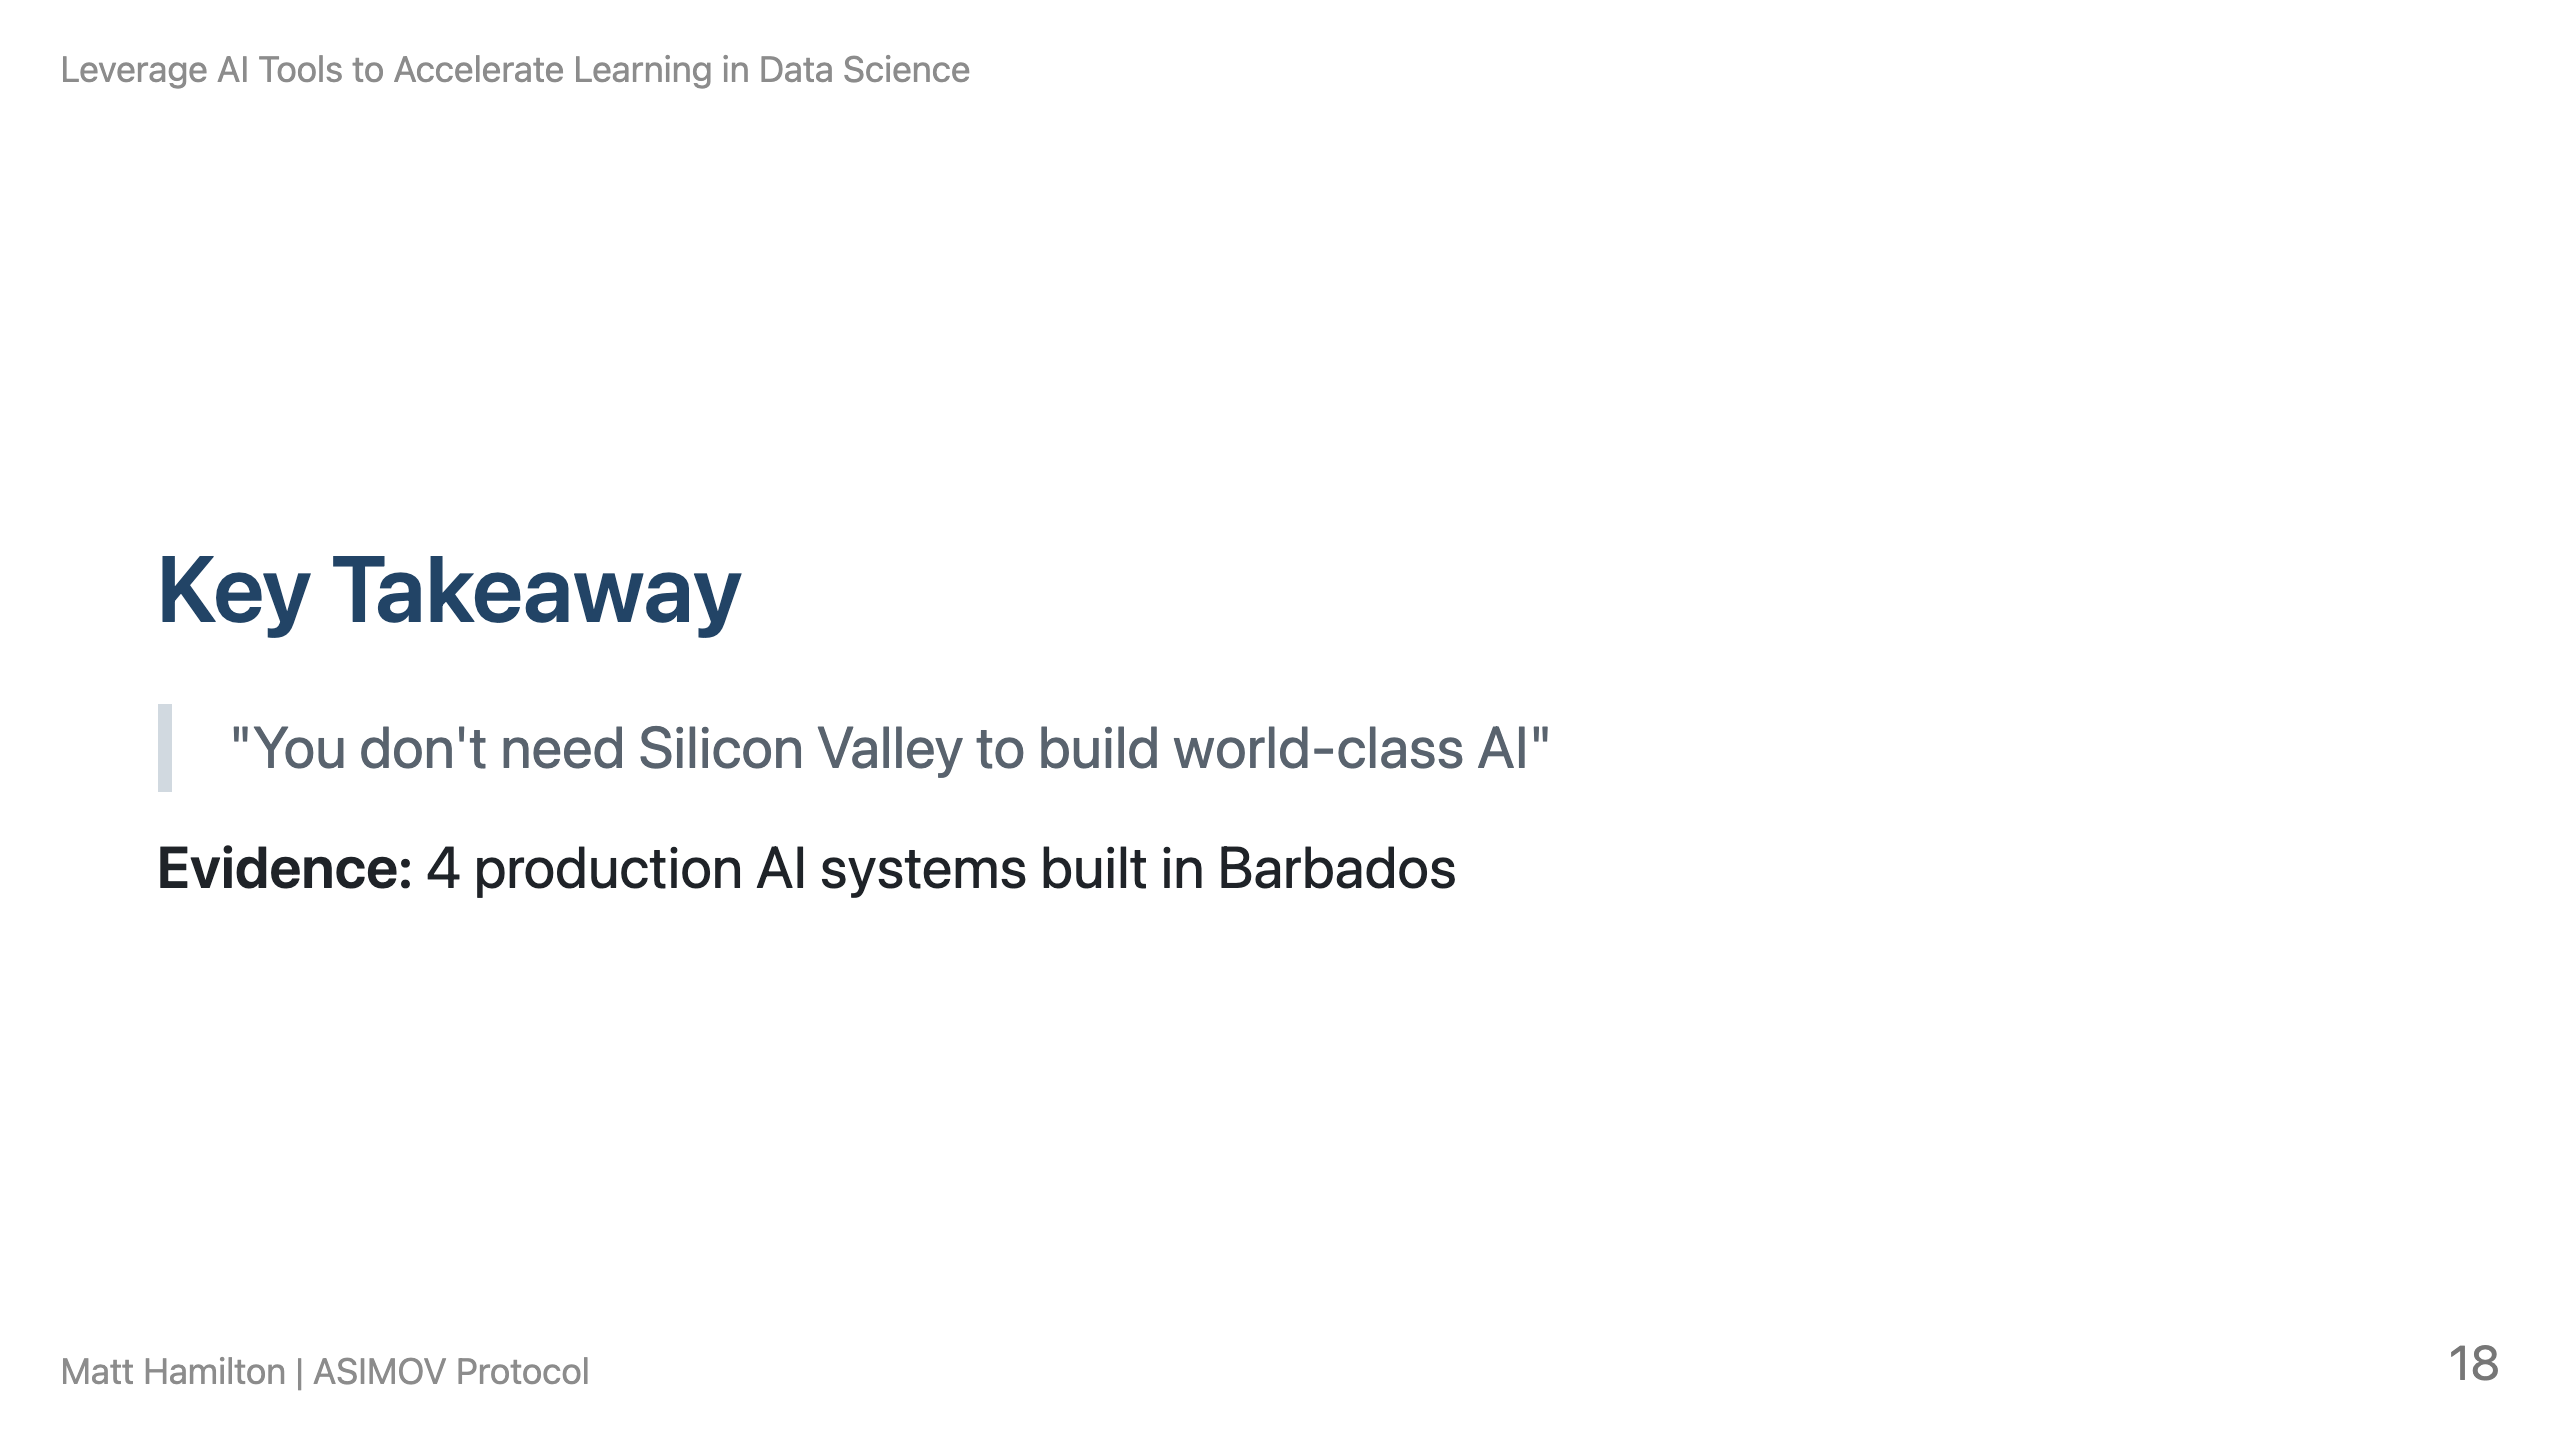 Leverage AI Tools to Accelerate Learning in Data Science
Key Takeaway
"You don't need Silicon Valley to build world-class AI"
Evidence: 4 production AI systems built in Barbados
Matt Hamilton | ASIMOV Protocol
18